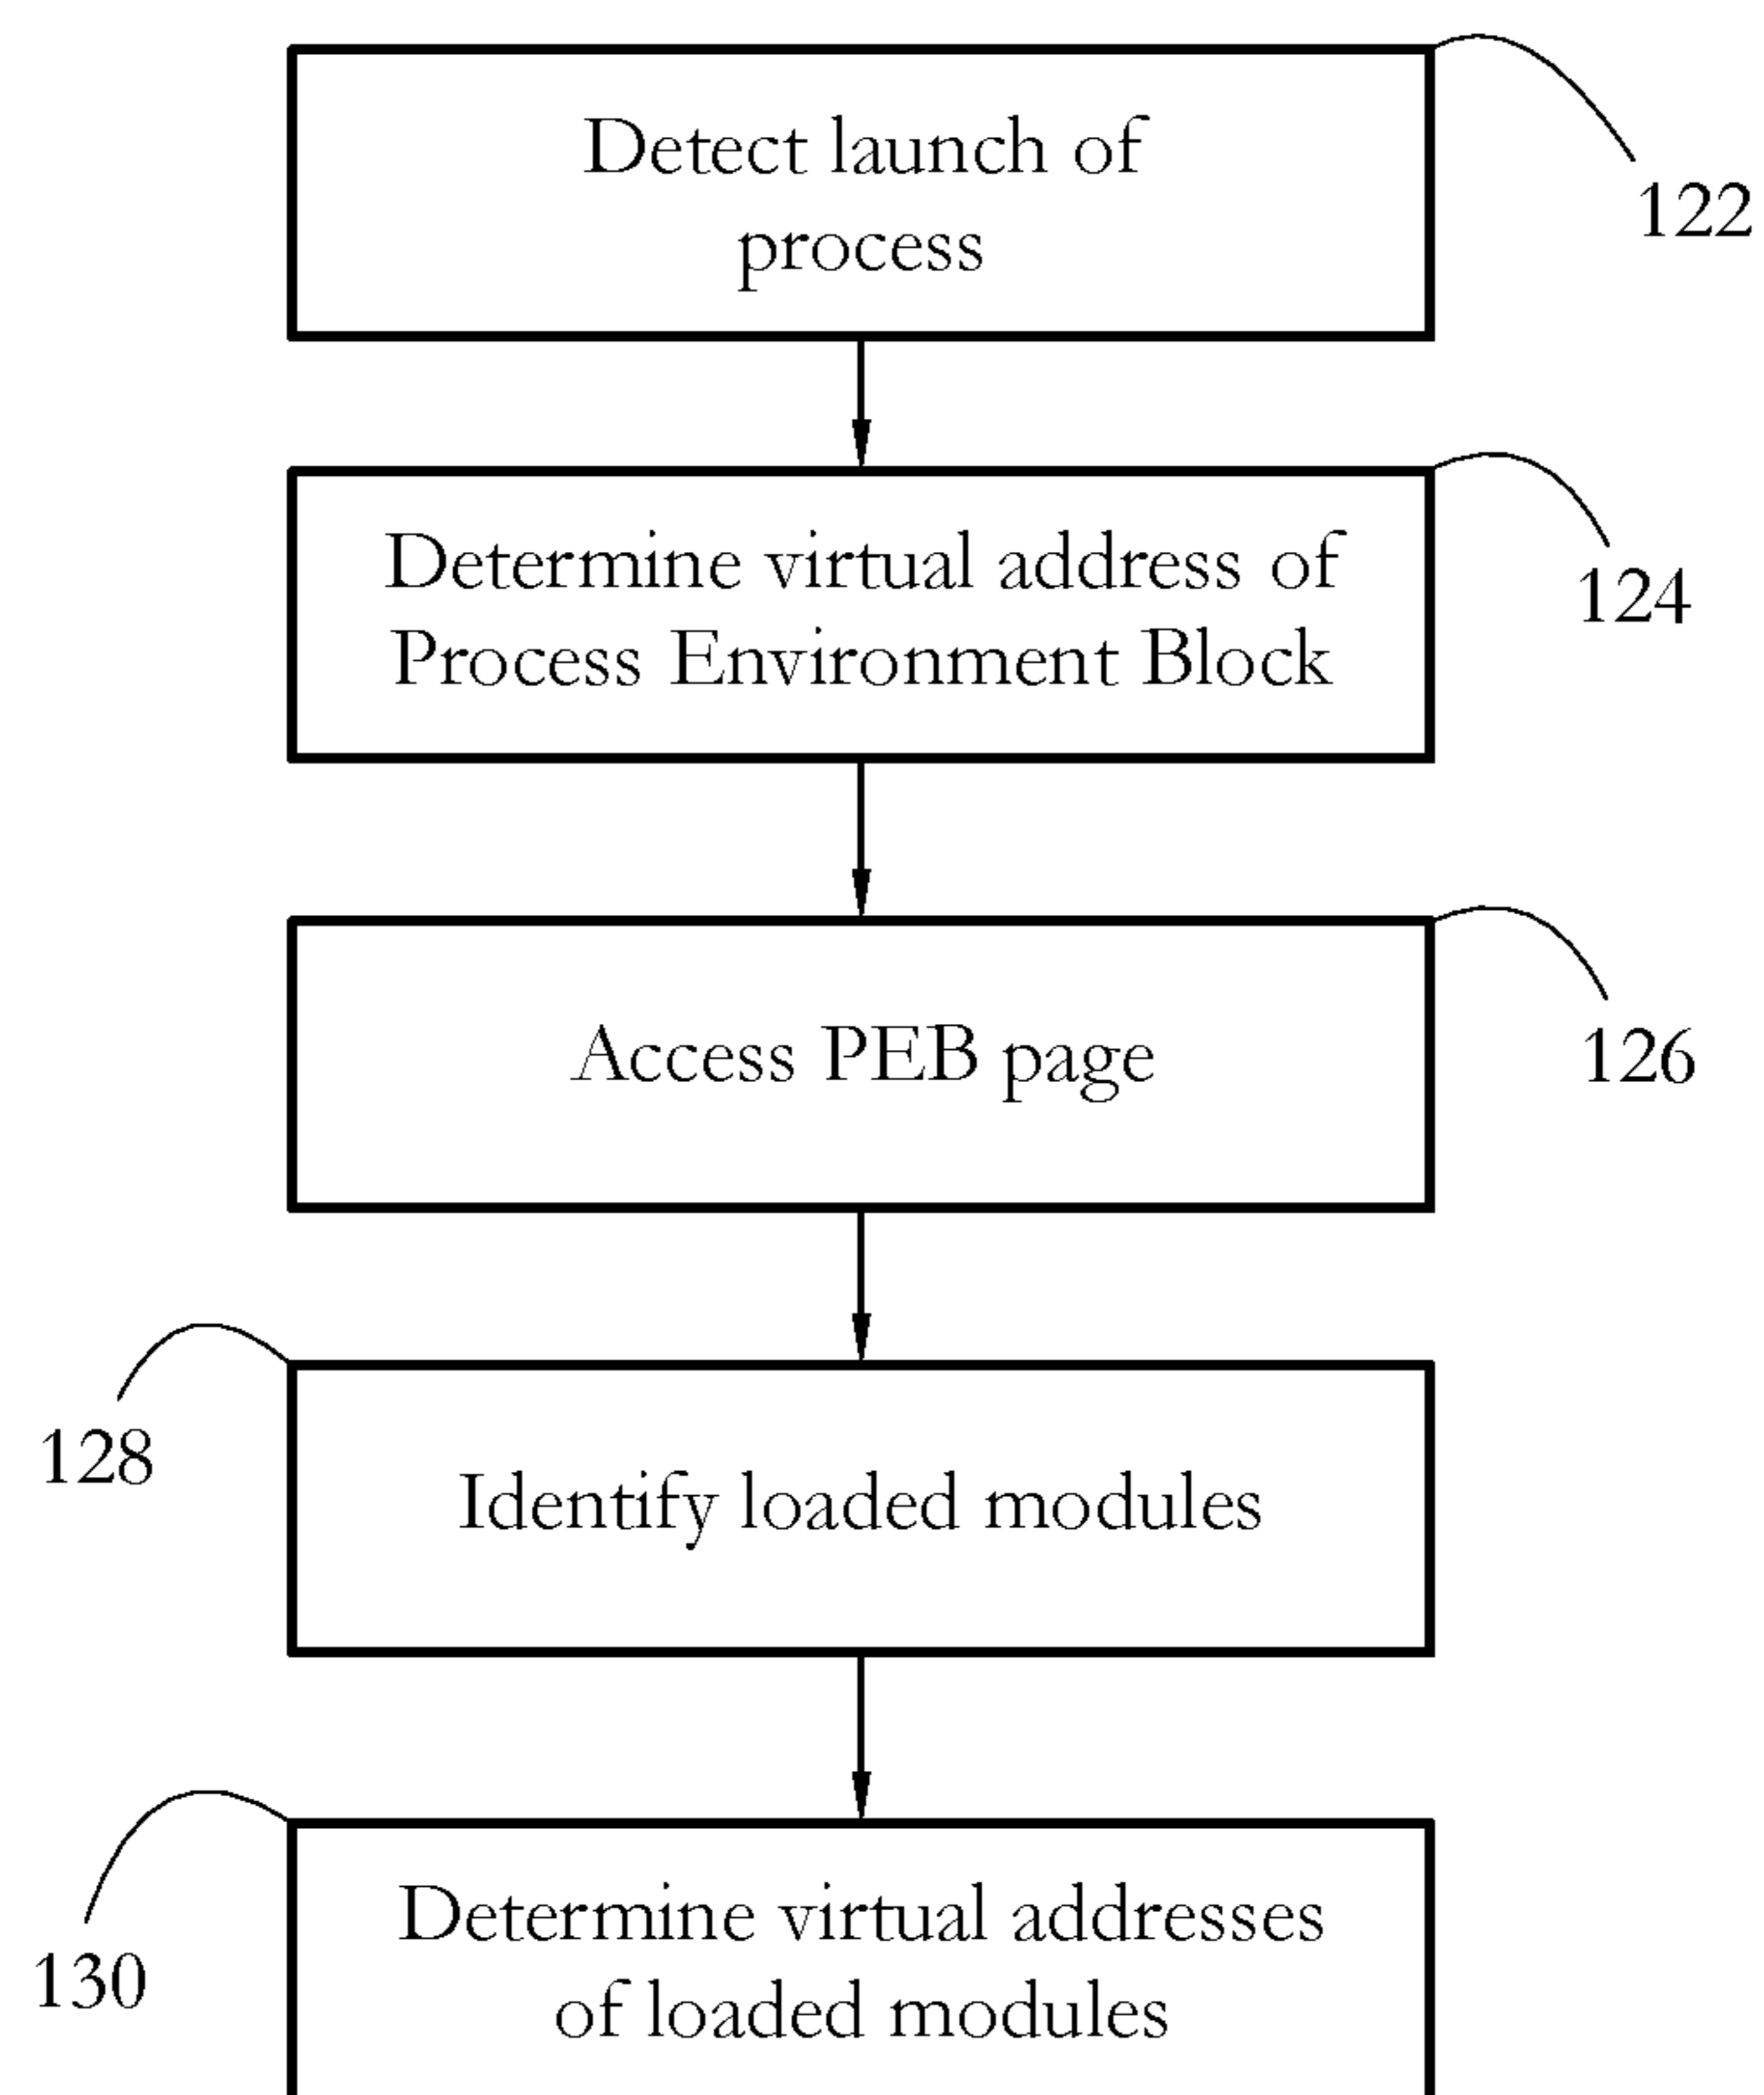 Detect launch of
process
122
Determine virtual address of
Process Environment Block
124
Access PEB page
126
128
Identify loaded modules
130
Determine virtual addresses
of loaded modules